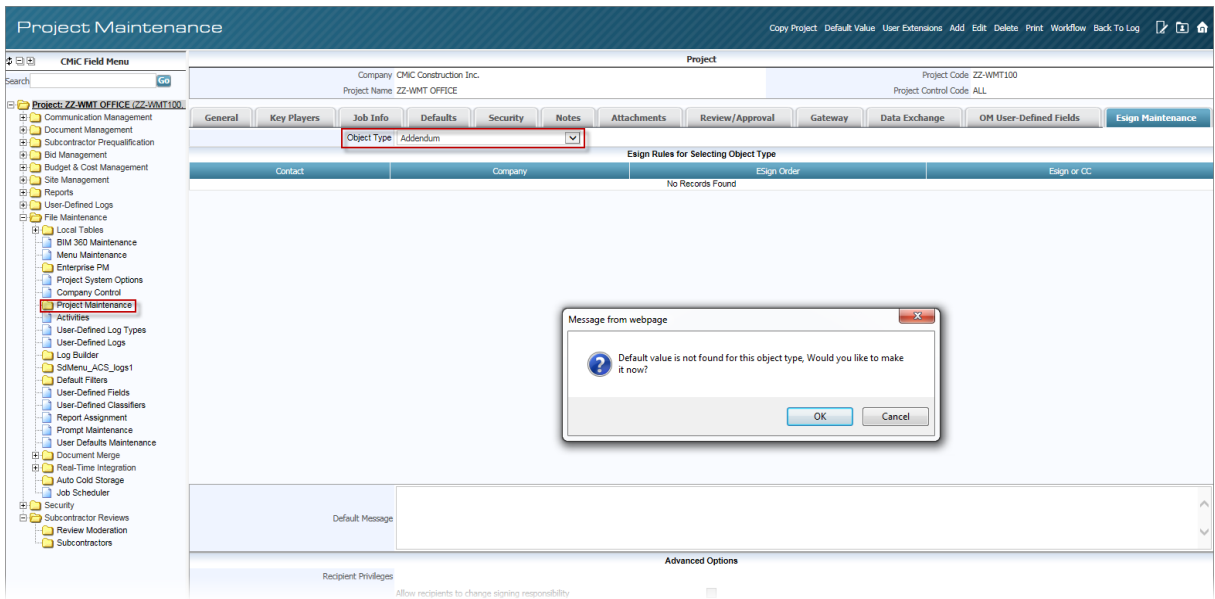 Project Maintenance
Copy Project Default Value User Extensions Add Edit Delete Print Workflow Back To Log
CMiC Field Menu
Search Go
Project: ZZ-WMT OFFICE (ZZ-WMT100,
Communication Management
Document Management
Subcontractor Prequalification
Bid Management
Budget & Cost Management
Site Management
Reports
User-Defined Logs
File Maintenance
Local Tables
BIM 360 Maintenance
Menu Maintenance
Enterprise PM
Project System Options
Company Control
Project Maintenance
Activities
User-Defined Log Types
User-Defined Logs
Log Builder
SdMenu_ACS_logs1
Default Filters
User-Defined Fields
User-Defined Classifiers
Report Assignment
Prompt Maintenance
User Defaults Maintenance
Document Merge
Real-Time Integration
Auto Cold Storage
Job Scheduler
Security
Subcontractor Reviews
Review Moderation
Subcontractors
Project
Company CMiC Construction Inc. Project Code ZZ-WMT100
Project Name ZZ-WMT OFFICE Project Control Code ALL
General Key Players Job Info Defaults Security Notes Attachments Review/Approval Gateway Data Exchange OM User-Defined Fields Esign Maintenance
Object Type Addendum
Esign Rules for Selecting Object Type
Contact Company ESign Order Esign or CC
No Records Found
Message from webpage
Default value is not found for this object type, Would you like to make
it now?
OK Cancel
Default Message
Advanced Options
Recipient Privileges
Allow recipients to change signing responsibility